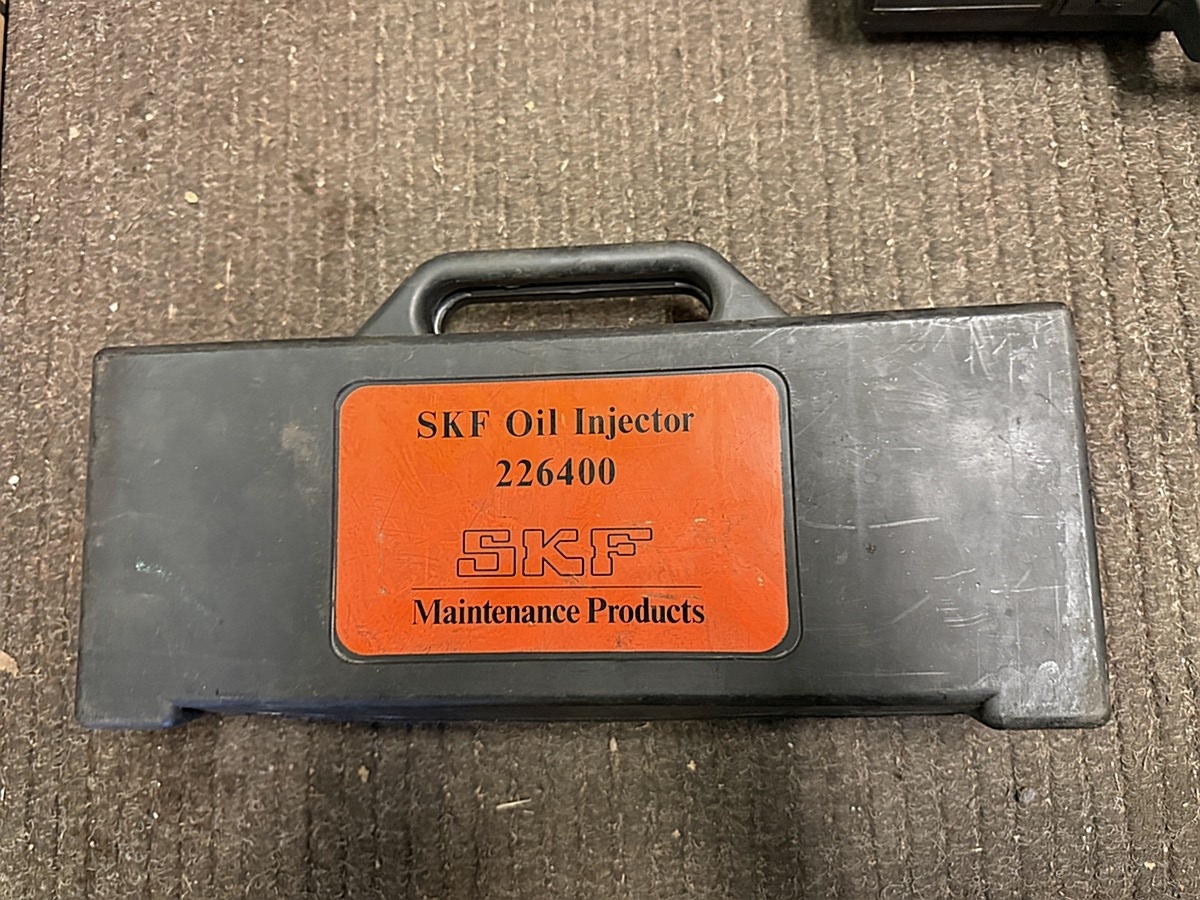 SKF Oil Injector
226400
SKF
Maintenance Products